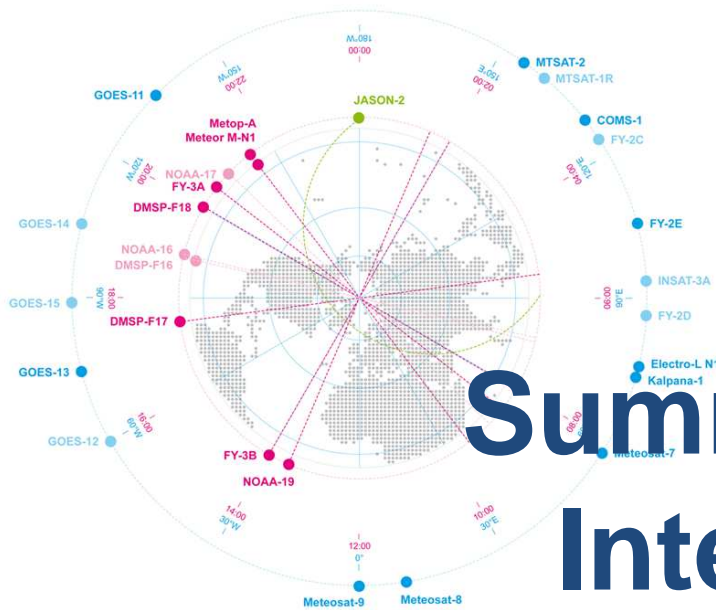 180°W
00:00
150°W
22:00
150°E
02:00
MTSAT-2
MTSAT-1R
GOES-11
JASON-2
Metop-A
Meteor M-N1
COMS-1
FY-2C
NOAA-17
FY-3A
120°W
20:00
120°E
04:00
DMSP-F18
GOES-14
FY-2E
NOAA-16
DMSP-F16
INSAT-3A
GOES-15
90°W
18:00
06:00
90°E
FY-2D
DMSP-F17
GOES-13
Electro-L
Kalpana-1
60°W
16:00
08:00
GOES-12
Meteosat-7
FY-3B
NOAA-19
14:00
30°W
10:00
30°E
12:00
0°
Meteosat-9
Meteosat-8
Inte